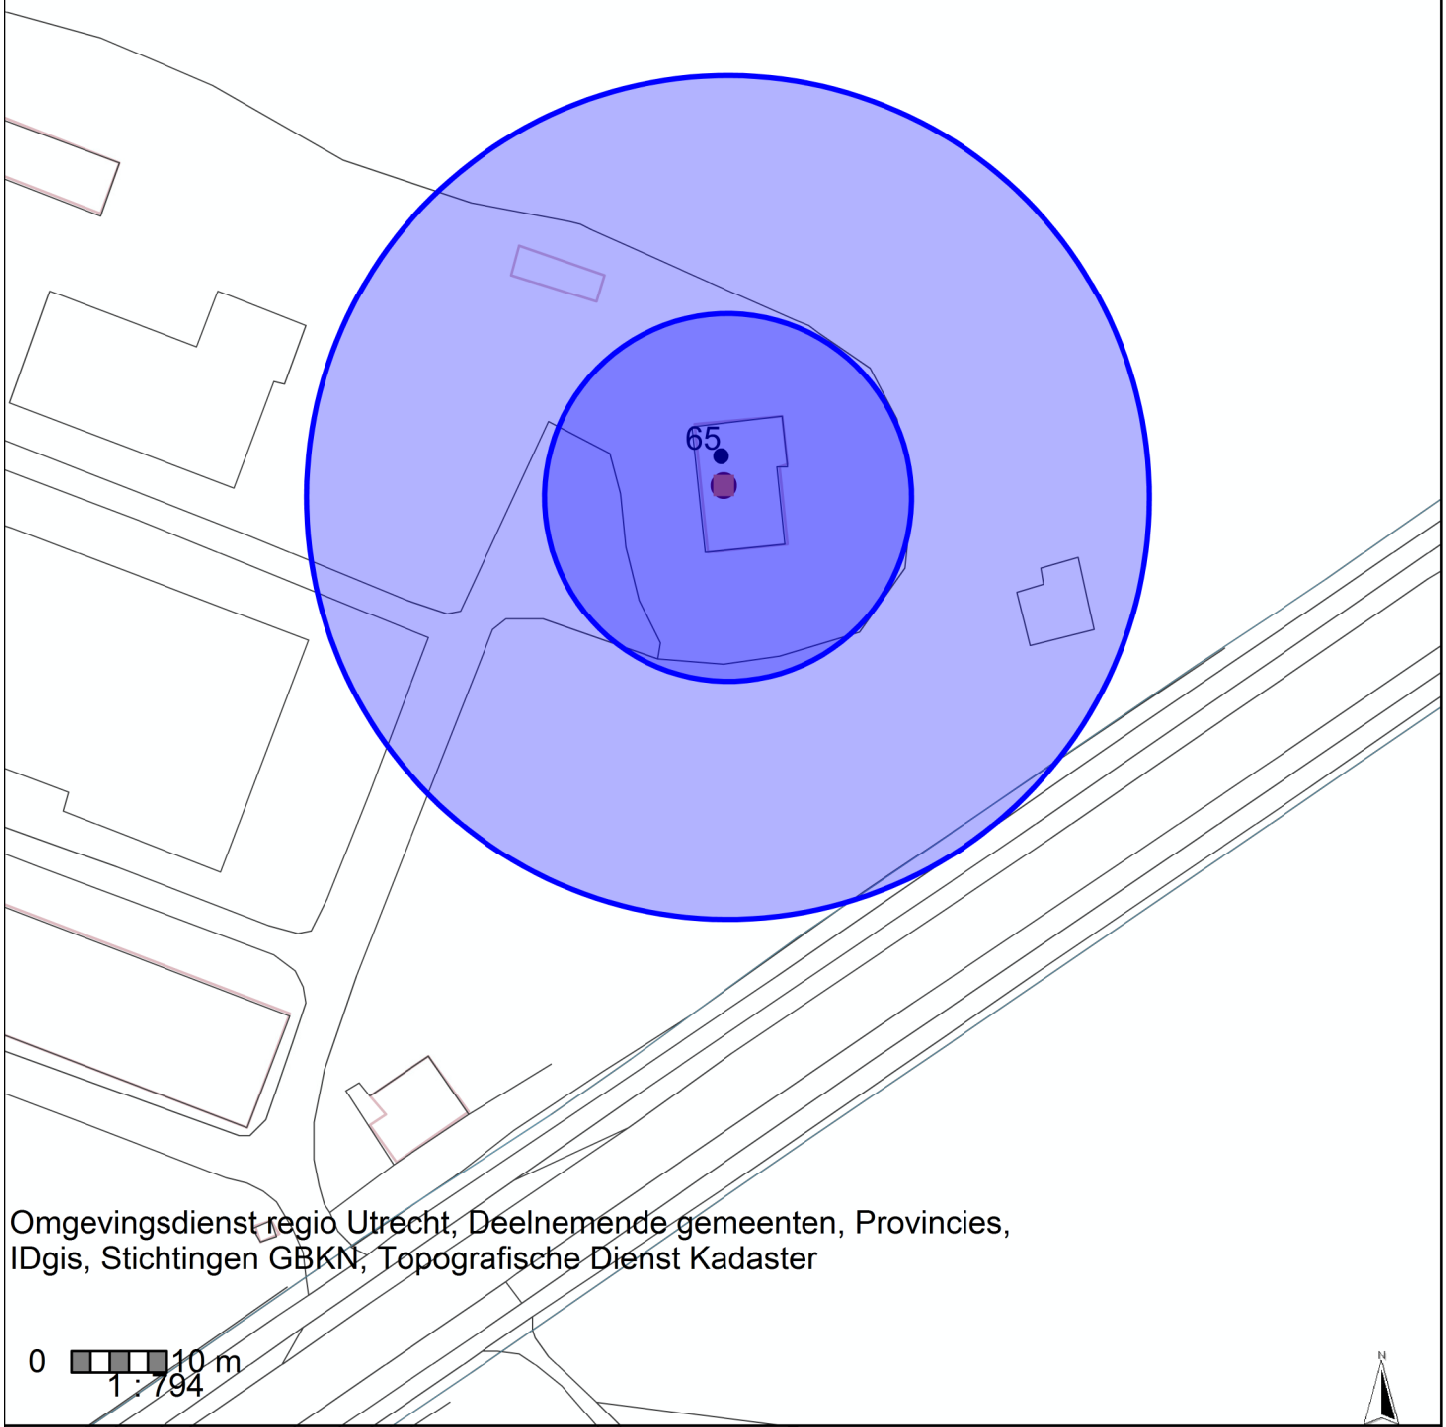 65
Omgevingsdienst regio Utrecht, Deelnemende gemeenten, Provincies,
IDgis, Stichtingen GBKN, Topografische Dienst Kadaster
0 10 m
1 : 794
N